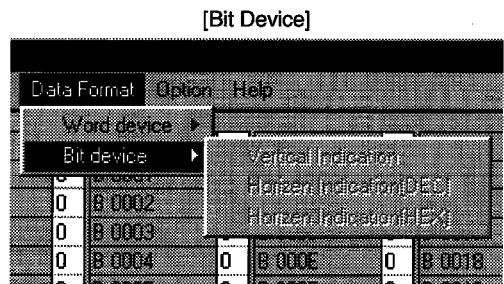 [Bit Device]
Data Format Option Help
Word device
Bit device
Vertical Indication
Horizen Indication[DEC]
Horizen Indication[HEX]
0 B 0002
0 B 0003
0 B 0004 0 B 000E 0 B 0018